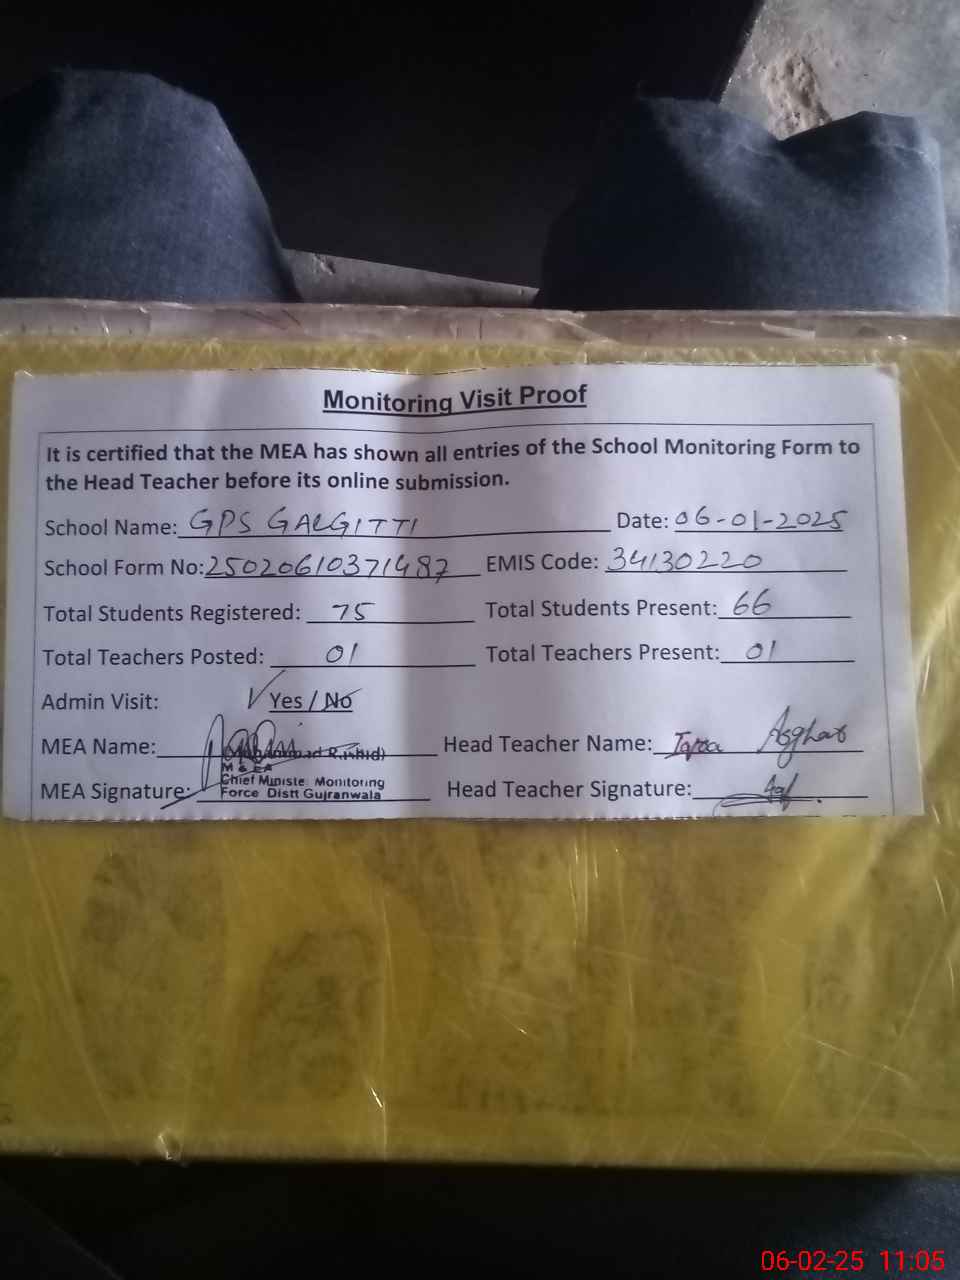 Monitoring Visit Proof
It is certified that the MEA has shown all entries of the School Monitoring Form to
the Head Teacher before its online submission.
School Name: GPS GALGITTI Date: 06-01-2025
School Form No: 25020610371487 EMIS Code: 34130220
Total Students Registered: 75 Total Students Present: 66
Total Teachers Posted: 01 Total Teachers Present: 01
Admin Visit: ✓ Yes / No
MEA Name: (Muhammad Rashid) Head Teacher Name: Iqraa Asghar
M & E A
Chief Minister Monitoring
MEA Signature: Force Distt Gujranwala Head Teacher Signature:
06-02-25 11:05